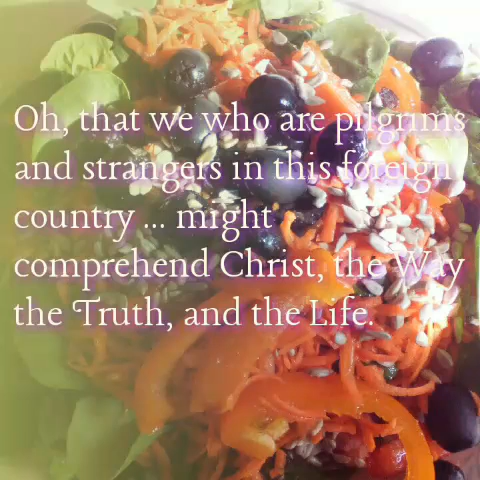 Oh, that we who are pilgrims
and strangers in this foreign
country ... might
comprehend Christ, the Way
the Truth, and the Life.